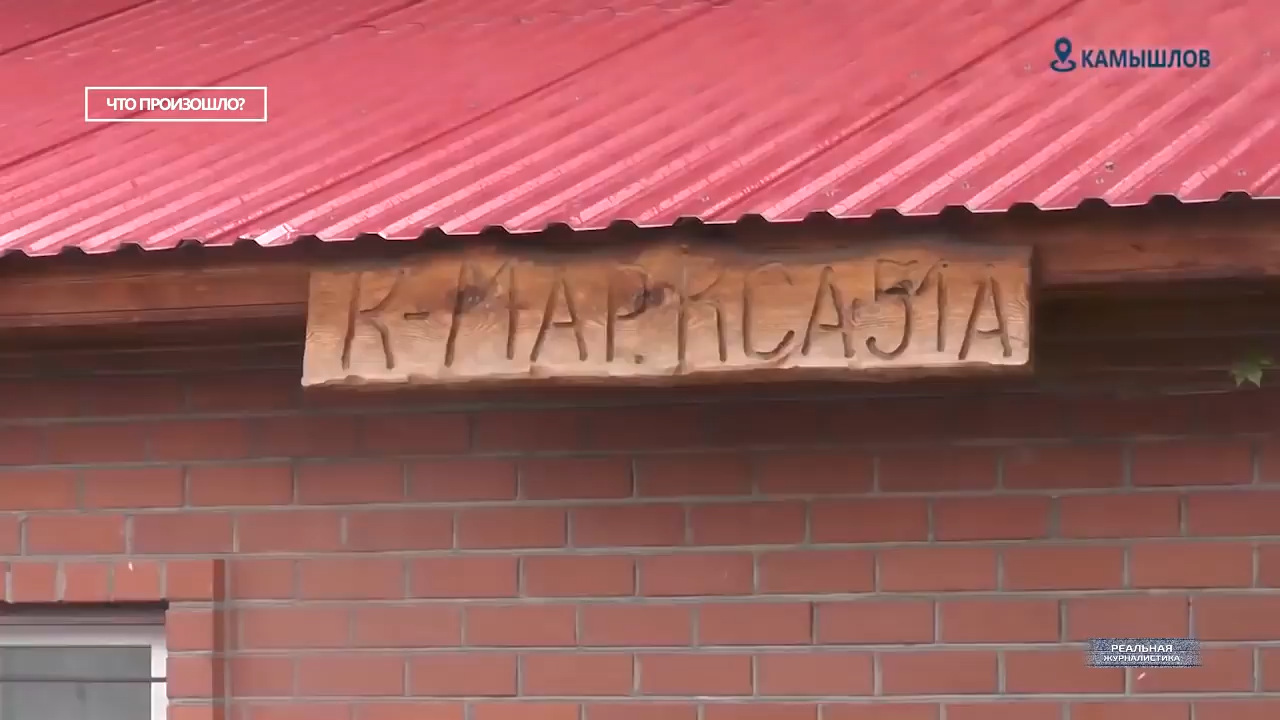 КАМЫШЛОВ
ЧТО ПРОИЗОШЛО?
К-МАРКСА 51А
РЕАЛЬНАЯ
ЖУРНАЛИСТИКА